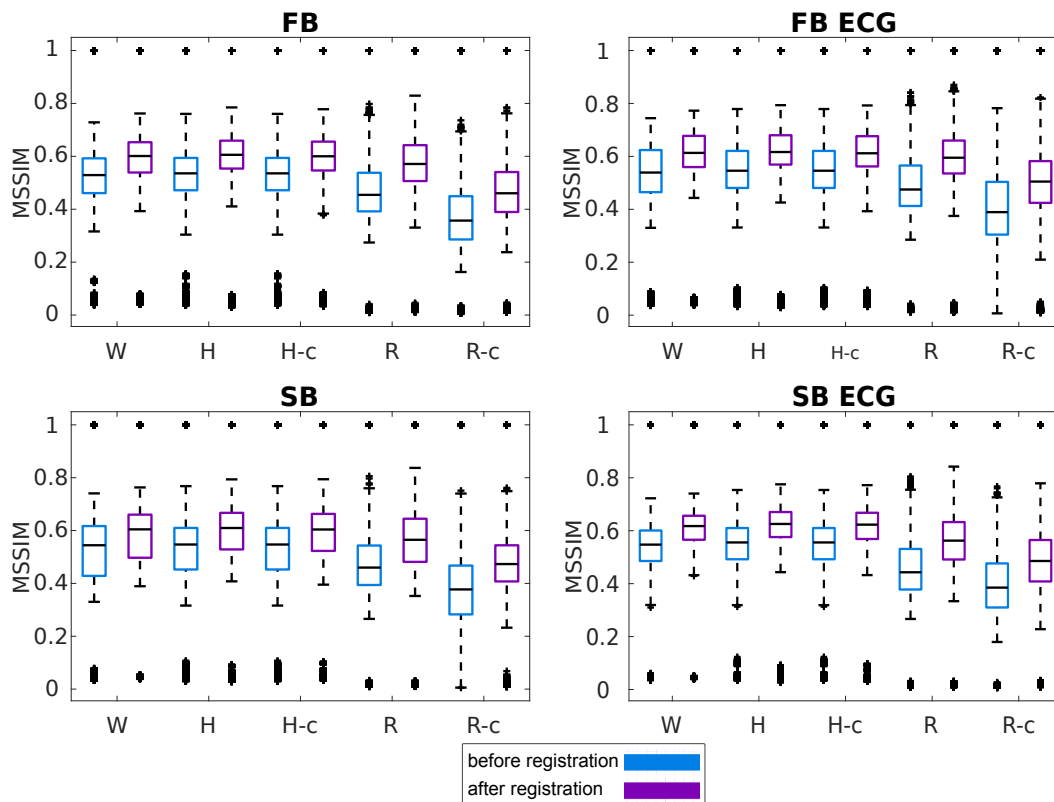 FB
1
0.8
0.6
0.4
0.2
0
MSSIM
W H H-c R R-c
FB ECG
1
0.8
0.6
0.4
0.2
0
MSSIM
W H H-c R R-c
SB
1
0.8
0.6
0.4
0.2
0
MSSIM
W H H-c R R-c
SB ECG
1
0.8
0.6
0.4
0.2
0
MSSIM
W H H-c R R-c
before registration
after registration